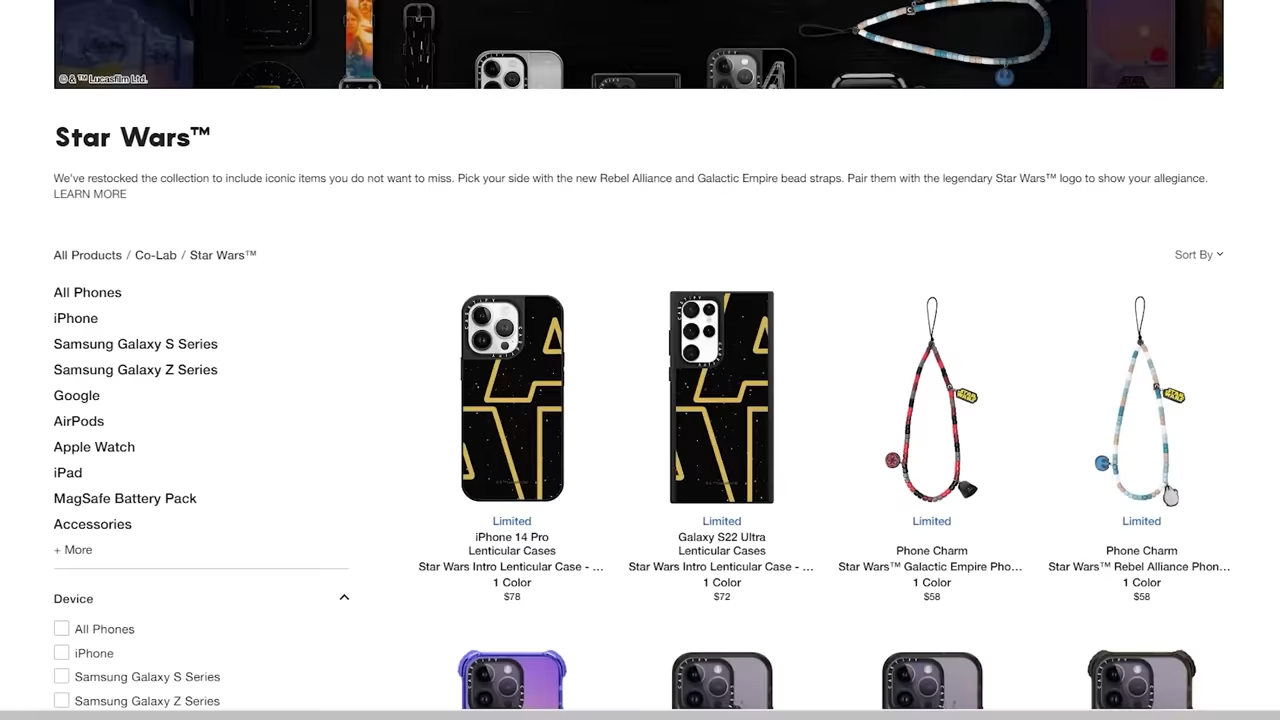 © & ™ Lucasfilm Ltd.
Star Wars™
We've restocked the collection to include iconic items you do not want to miss. Pick your side with the new Rebel Alliance and Galactic Empire bead straps. Pair them with the legendary Star Wars™ logo to show your allegiance.
LEARN MORE
All Products / Co-Lab / Star Wars™
Sort By
All Phones
iPhone
Samsung Galaxy S Series
Samsung Galaxy Z Series
Google
AirPods
Apple Watch
iPad
MagSafe Battery Pack
Accessories
+ More
Device
All Phones
iPhone
Samsung Galaxy S Series
Samsung Galaxy Z Series
Limited
iPhone 14 Pro
Lenticular Cases
Star Wars Intro Lenticular Case - ...
1 Color
$78
Limited
Galaxy S22 Ultra
Lenticular Cases
Star Wars Intro Lenticular Case - ...
1 Color
$72
STAR
WARS
Limited
Phone Charm
Star Wars™ Galactic Empire Pho...
1 Color
$58
STAR
WARS
Limited
Phone Charm
Star Wars™ Rebel Alliance Phon...
1 Color
$58